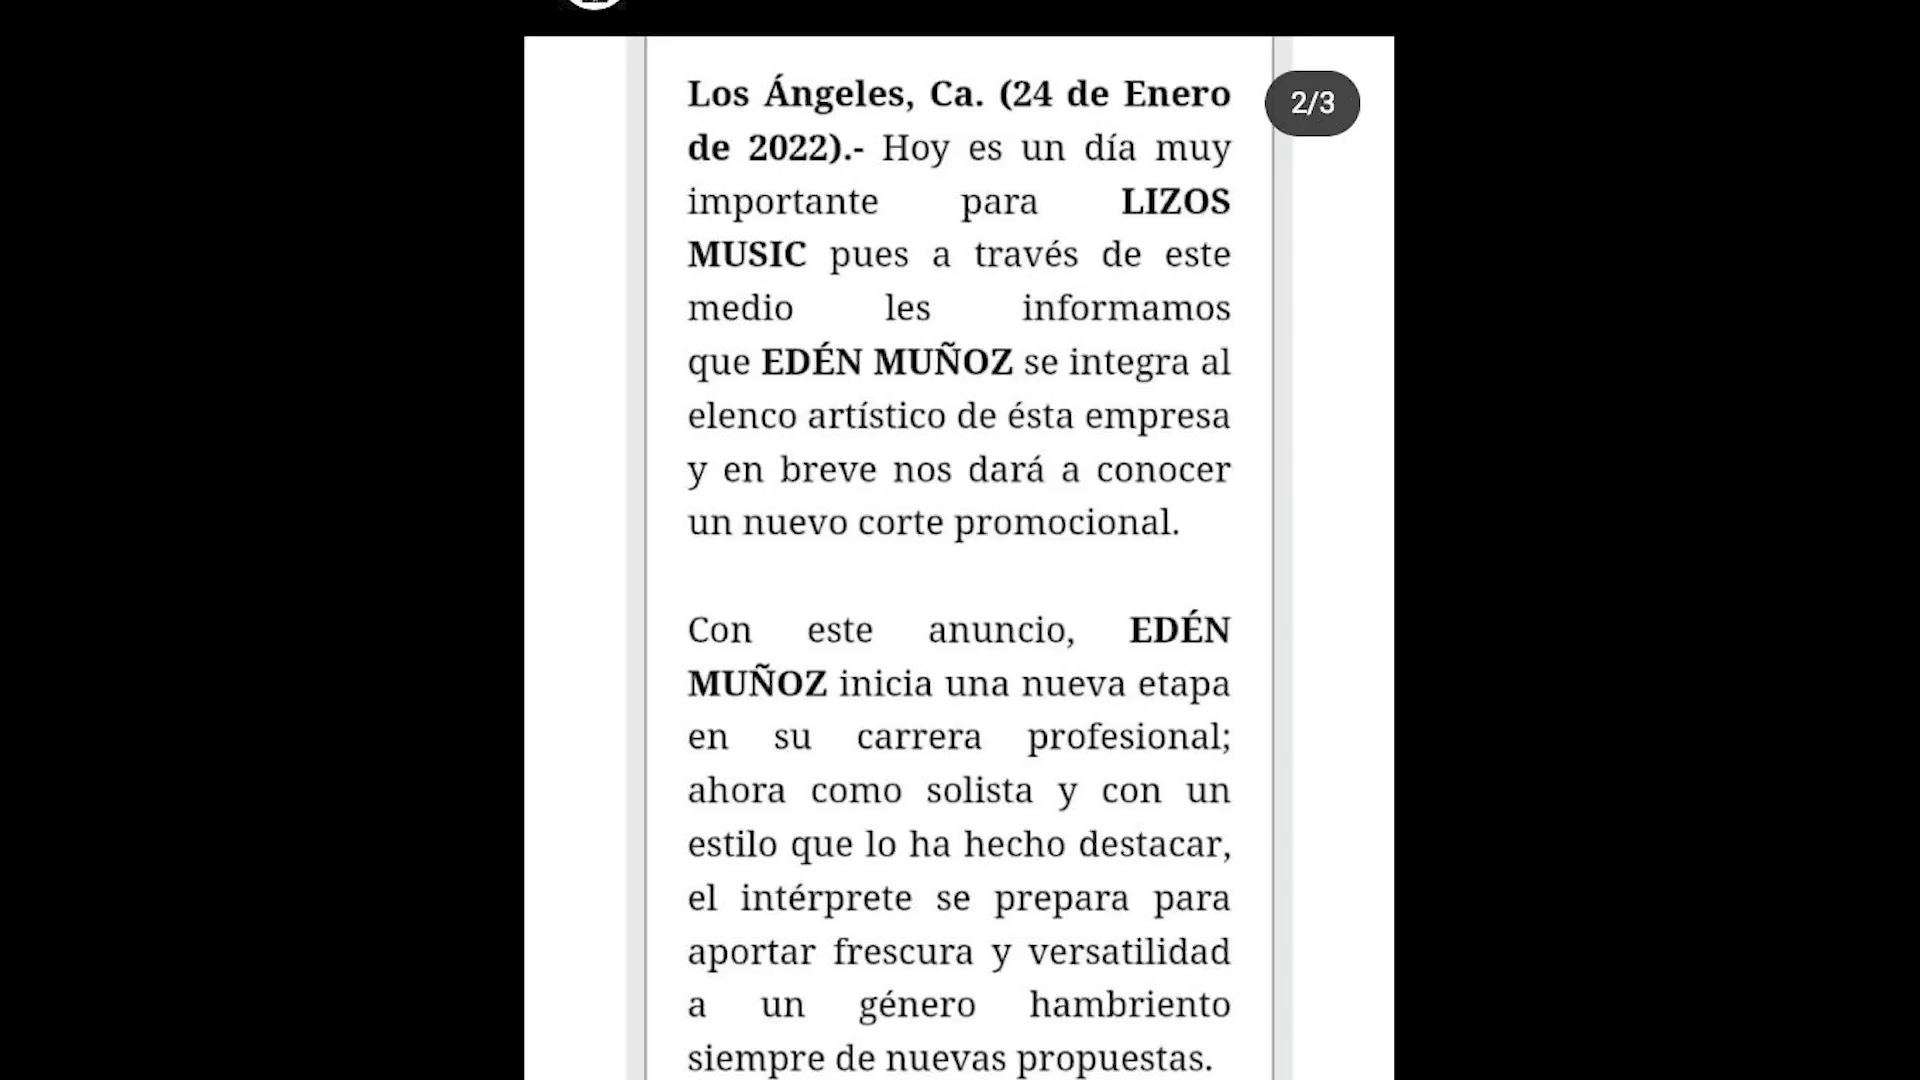 Los Ángeles, Ca. (24 de Enero
2/3
de 2022).- Hoy es un día muy
importante para LIZOS
MUSIC pues a través de este
medio les informamos
que EDÉN MUÑOZ se integra al
elenco artístico de ésta empresa
y en breve nos dará a conocer
un nuevo corte promocional.
Con este anuncio, EDÉN
MUÑOZ inicia una nueva etapa
en su carrera profesional;
ahora como solista y con un
estilo que lo ha hecho destacar,
el intérprete se prepara para
aportar frescura y versatilidad
a un género hambriento
siempre de nuevas propuestas.